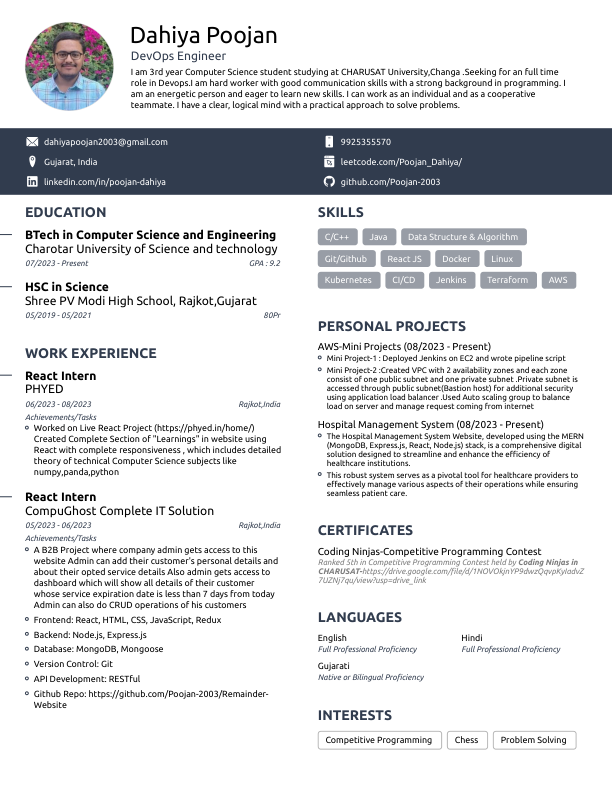 Dahiya Poojan
DevOps Engineer
I am 3rd year Computer Science student studying at CHARUSAT University,Changa .Seeking for an full time
role in Devops.I am hard worker with good communication skills with a strong background in programming. I
am an energetic person and eager to learn new skills. I can work as an individual and as a cooperative
teammate. I have a clear, logical mind with a practical approach to solve problems.
dahiyapoojan2003@gmail.com
9925355570
Gujarat, India
leetcode.com/Poojan_Dahiya/
linkedin.com/in/poojan-dahiya
github.com/Poojan-2003
EDUCATION
BTech in Computer Science and Engineering
Charotar University of Science and technology
07/2023 - Present
GPA : 9.2
HSC in Science
Shree PV Modi High School, Rajkot,Gujarat
05/2019 - 05/2021
80Pr
WORK EXPERIENCE
React Intern
PHYED
06/2023 - 08/2023
Rajkot,India
Achievements/Tasks
Worked on Live React Project (https://phyed.in/home/)
Created Complete Section of "Learnings" in website using
React with complete responsiveness , which includes detailed
theory of technical Computer Science subjects like
numpy,panda,python
React Intern
CompuGhost Complete IT Solution
05/2023 - 06/2023
Rajkot,India
Achievements/Tasks
A B2B Project where company admin gets access to this
website Admin can add their customer's personal details and
about their opted service details Also admin gets access to
dashboard which will show all details of their customer
whose service expiration date is less than 7 days from today
Admin can also do CRUD operations of his customers
Frontend: React, HTML, CSS, JavaScript, Redux
Backend: Node.js, Express.js
Database: MongoDB, Mongoose
Version Control: Git
API Development: RESTful
Github Repo: https://github.com/Poojan-2003/Remainder-
Website
SKILLS
C/C++ Java Data Structure & Algorithm
Git/Github React JS Docker Linux
Kubernetes CI/CD Jenkins Terraform AWS
PERSONAL PROJECTS
AWS-Mini Projects (08/2023 - Present)
Mini Project-1 : Deployed Jenkins on EC2 and wrote pipeline script
Mini Project-2 :Created VPC with 2 availability zones and each zone
consist of one public subnet and one private subnet .Private subnet is
accessed through public subnet(Bastion host) for additional security
using application load balancer .Used Auto scaling group to balance
load on server and manage request coming from internet
Hospital Management System (08/2023 - Present)
The Hospital Management System Website, developed using the MERN
(MongoDB, Express.js, React, Node.js) stack, is a comprehensive digital
solution designed to streamline and enhance the efficiency of
healthcare institutions.
This robust system serves as a pivotal tool for healthcare providers to
effectively manage various aspects of their operations while ensuring
seamless patient care.
CERTIFICATES
Coding Ninjas-Competitive Programming Contest
Ranked 5th in Competitive Programming Contest held by Coding Ninjas in
CHARUSAT-https://drive.google.com/file/d/1NOVOkjnYP9dwzQqvpKyIadvZ
7UZNj7qu/view?usp=drive_link
LANGUAGES
English
Full Professional Proficiency
Hindi
Full Professional Proficiency
Gujarati
Native or Bilingual Proficiency
INTERESTS
Competitive Programming Chess Problem Solving